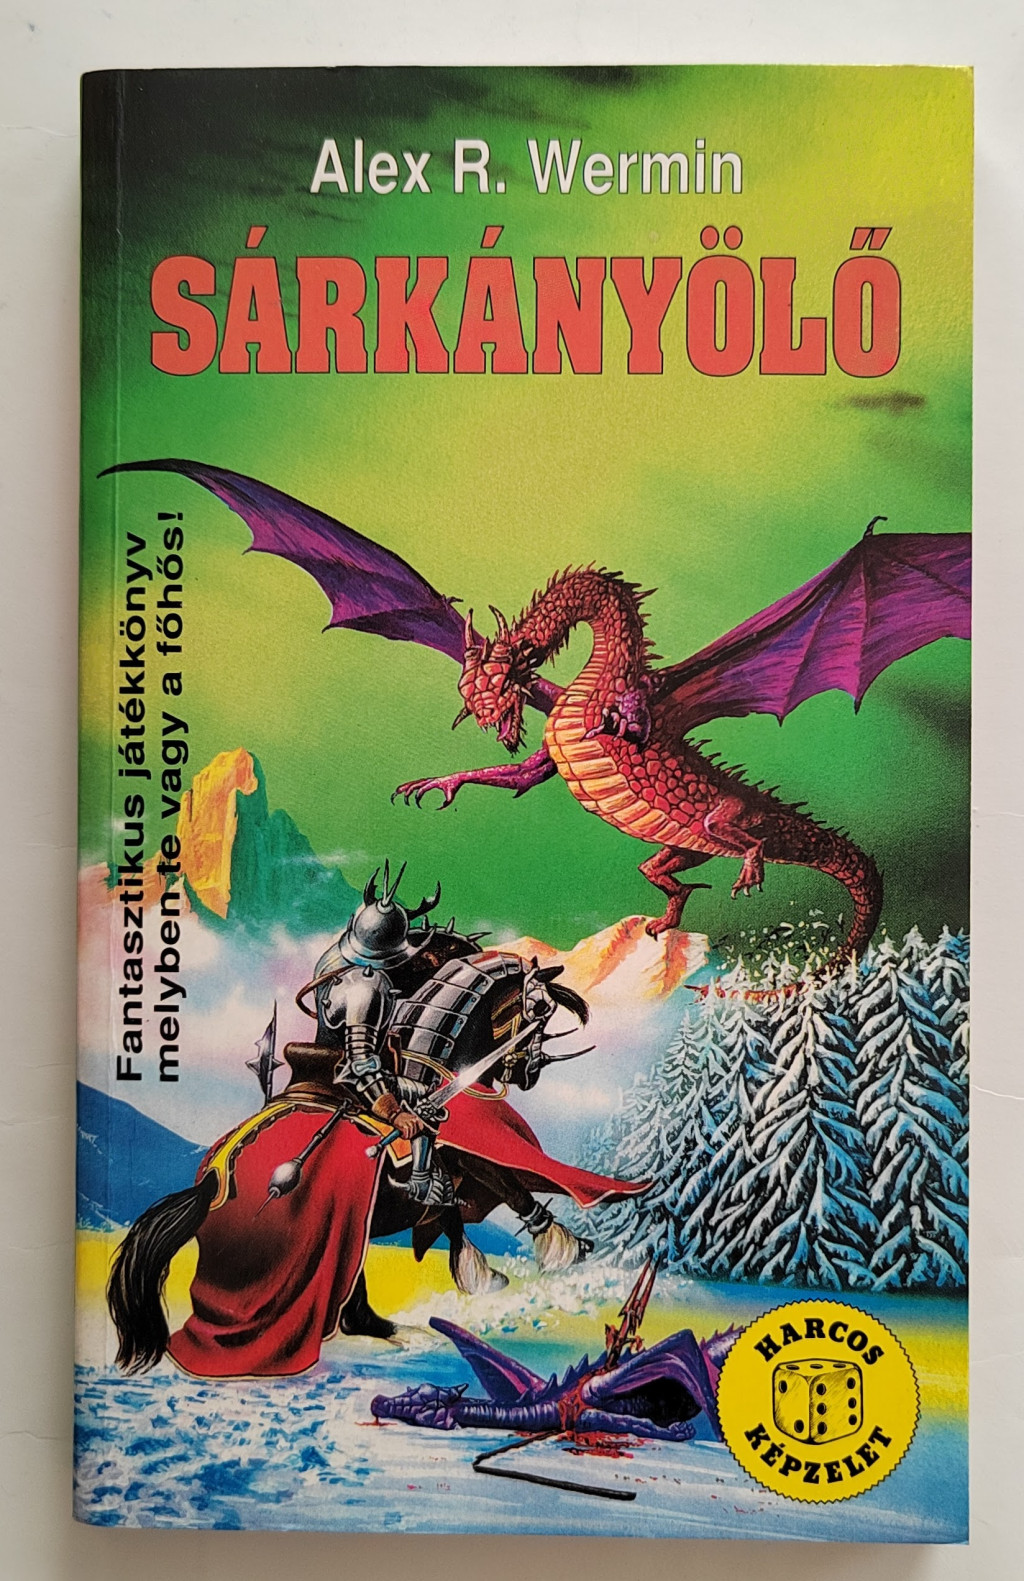 Alex R. Wermin
SÁRKÁNYÖLŐ
Fantasztikus játékkönyv
melyben te vagy a főhős!
HARCOS
KÉPZELET